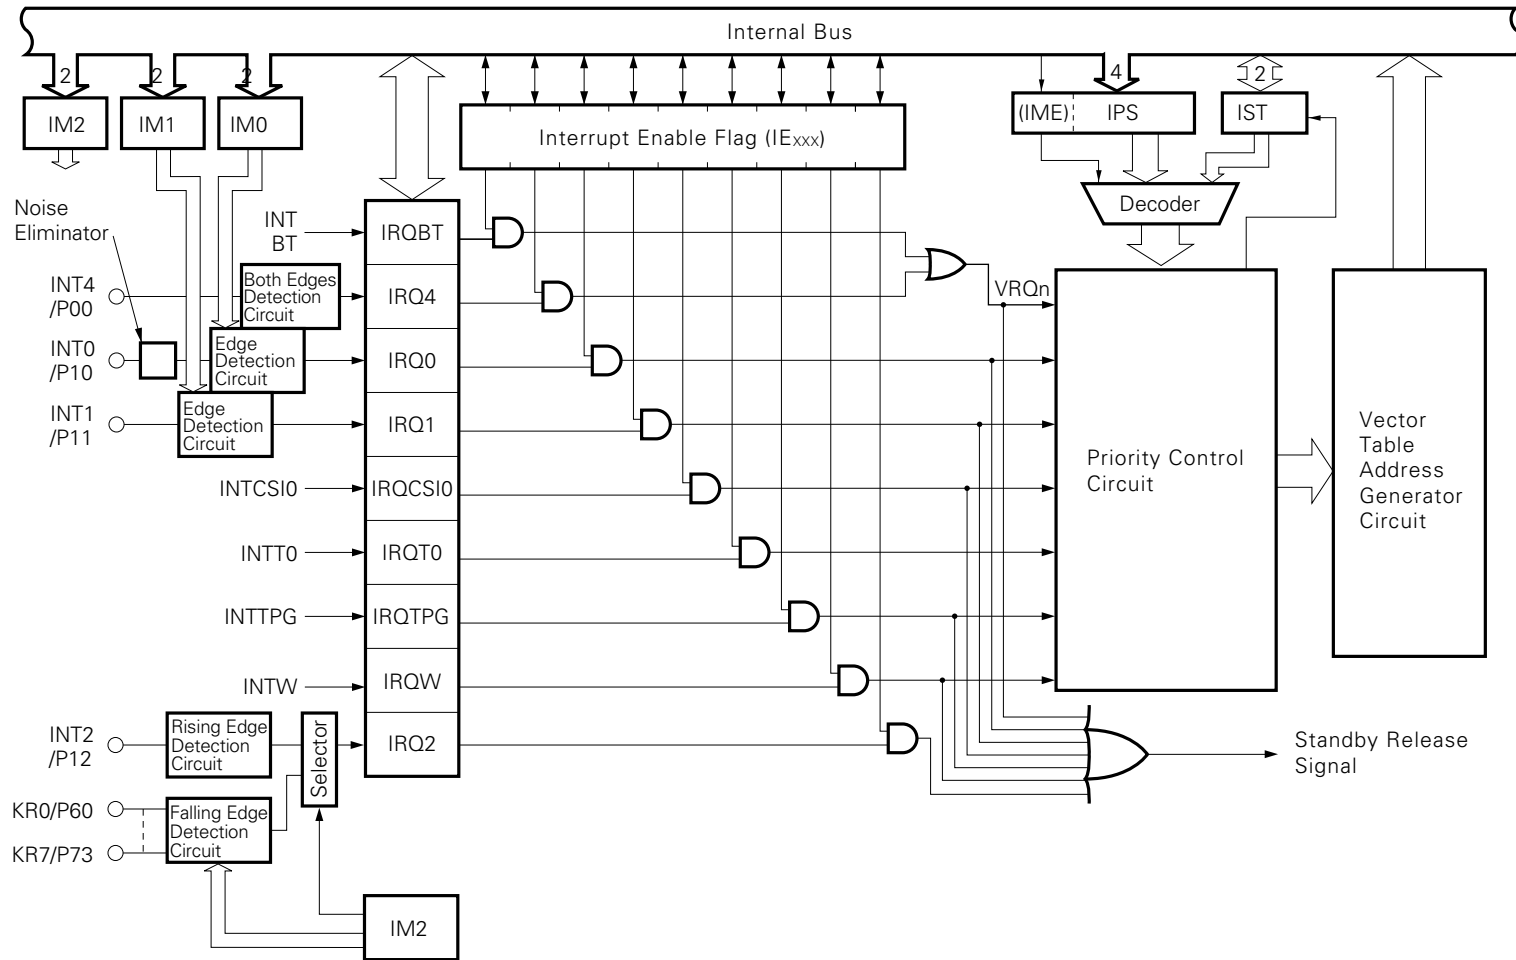 Internal Bus
2
2
2
4
2
IM2
IM1
IM0
Interrupt Enable Flag (IExxx)
(IME)
IPS
IST
Decoder
Noise
Eliminator
INT
BT
IRQBT
INT4
/P00
Both Edges
Detection
Circuit
IRQ4
VRQn
INT0
/P10
Edge
Detection
Circuit
IRQ0
INT1
/P11
Edge
Detection
Circuit
IRQ1
Priority Control
Circuit
Vector
Table
Address
Generator
Circuit
INTCSI0
IRQCSI0
INTT0
IRQT0
INTTPG
IRQTPG
INTW
IRQW
INT2
/P12
Rising Edge
Detection
Circuit
Selector
IRQ2
Standby Release
Signal
KR0/P60
KR7/P73
Falling Edge
Detection
Circuit
IM2